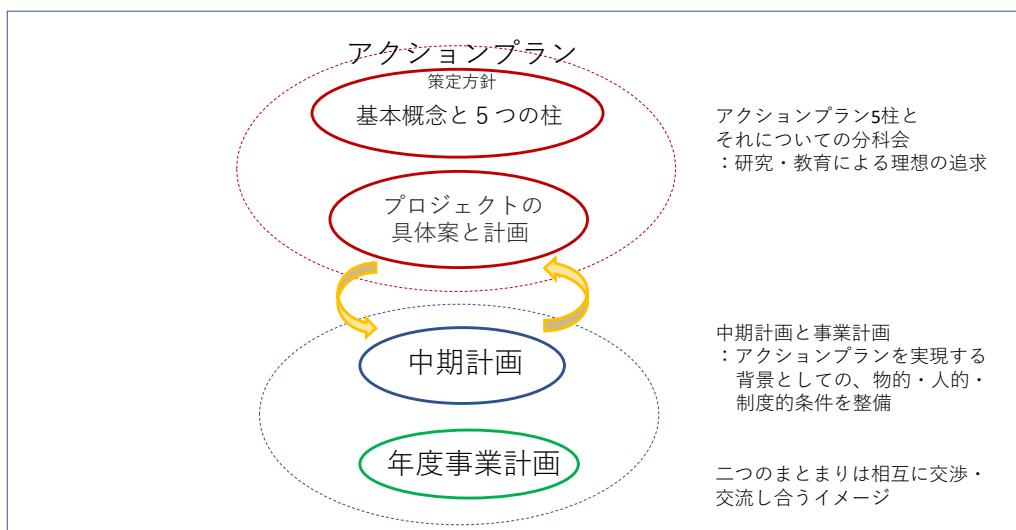 アクションプラン
策定方針
基本概念と５つの柱
プロジェクトの
具体案と計画
中期計画
年度事業計画
アクションプラン5柱と
それについての分科会
：研究・教育による理想の追求
中期計画と事業計画
：アクションプランを実現する
背景としての、物的・人的・
制度的条件を整備
二つのまとまりは相互に交渉・
交流し合うイメージ